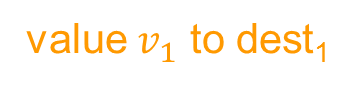 value 𝑣₁ to dest₁